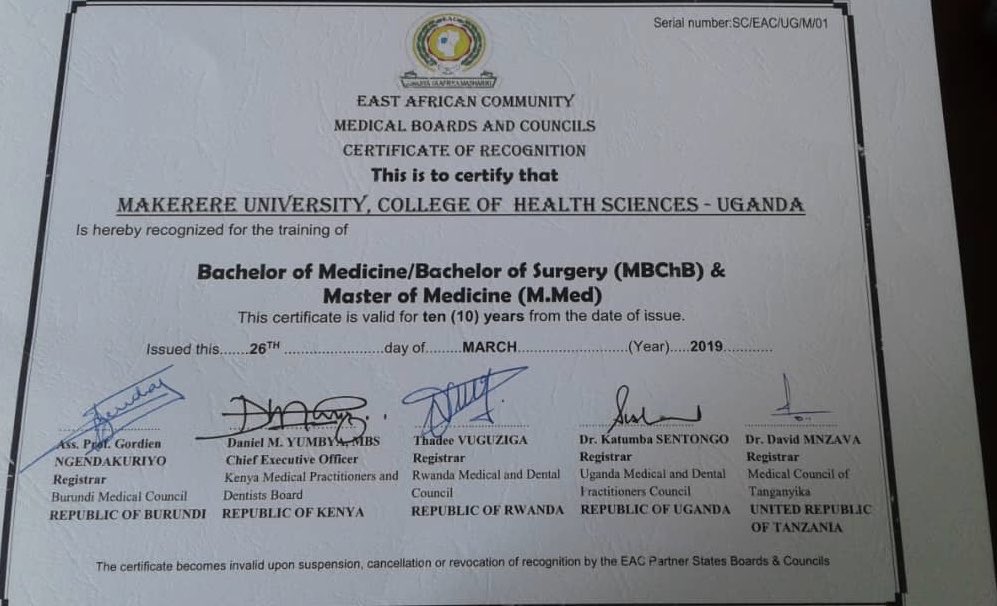 Serial number:SC/EAC/UG/M/01
EAST AFRICAN COMMUNITY
MEDICAL BOARDS AND COUNCILS
CERTIFICATE OF RECOGNITION
This is to certify that
MAKERERE UNIVERSITY, COLLEGE OF HEALTH SCIENCES - UGANDA
Is hereby recognized for the training of
Bachelor of Medicine/Bachelor of Surgery (MBChB) &
Master of Medicine (M.Med)
This certificate is valid for ten (10) years from the date of issue.
Issued this.......26TH ........................day of........MARCH...........................(Year).....2019............
Ass. Prof. Gordien
NGENDAKURIYO
Registrar
Burundi Medical Council
REPUBLIC OF BURUNDI
Daniel M. YUMBYA, MBS
Chief Executive Officer
Kenya Medical Practitioners and
Dentists Board
REPUBLIC OF KENYA
Thadee VUGUZIGA
Registrar
Rwanda Medical and Dental
Council
REPUBLIC OF RWANDA
Dr. Katumba SENTONGO
Registrar
Uganda Medical and Dental
Practitioners Council
REPUBLIC OF UGANDA
Dr. David MNZAVA
Registrar
Medical Council of
Tanganyika
UNITED REPUBLIC
OF TANZANIA
The certificate becomes invalid upon suspension, cancellation or revocation of recognition by the EAC Partner States Boards & Councils